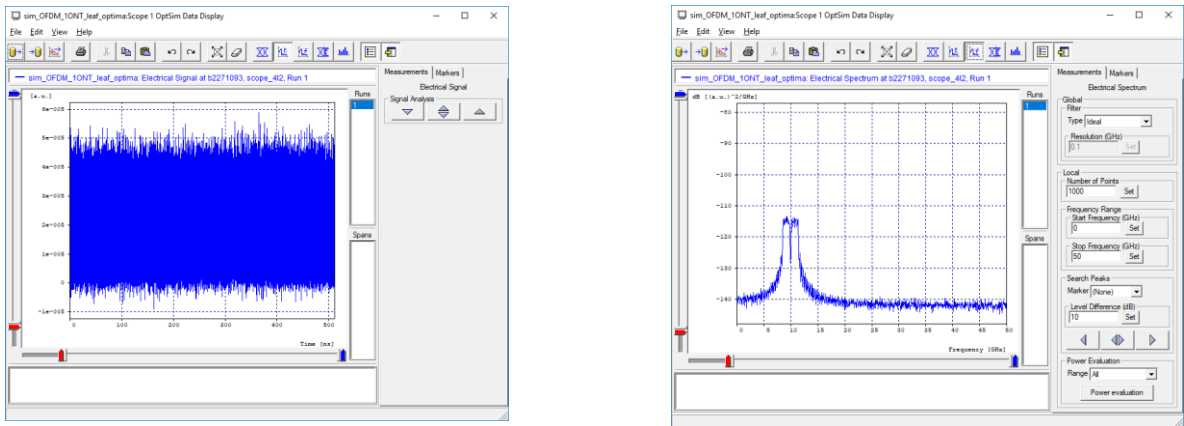 sim_OFDM_1ONT_leaf_optima:Scope 1 OptSim Data Display
File Edit View Help
sim_OFDM_1ONT_leaf_optima: Electrical Signal at b2271093, scope_4I2, Run 1
[a.u.]
6e-005
5e-005
4e-005
3e-005
2e-005
1e-005
0
-1e-005
0 100 200 300 400 500
Time [ns]
Runs
1
Spans
Measurements Markers
Electrical Signal
Signal Analysis
sim_OFDM_1ONT_leaf_optima:Scope 1 OptSim Data Display
File Edit View Help
sim_OFDM_1ONT_leaf_optima: Electrical Spectrum at b2271093, scope_4I2, Run 1
dB [(a.u.)^2/GHz]
-80
-90
-100
-110
-120
-130
-140
0 5 10 15 20 25 30 35 40 45 50
Frequency [GHz]
Runs
1
Spans
Measurements Markers
Electrical Spectrum
Global
Filter
Type Ideal
Resolution (GHz)
0.1 Set
Local
Number of Points
1000 Set
Frequency Range
Start Frequency (GHz)
0 Set
Stop Frequency (GHz)
50 Set
Search Peaks
Marker (None)
Level Difference (dB)
10 Set
Power Evaluation
Range All
Power evaluation